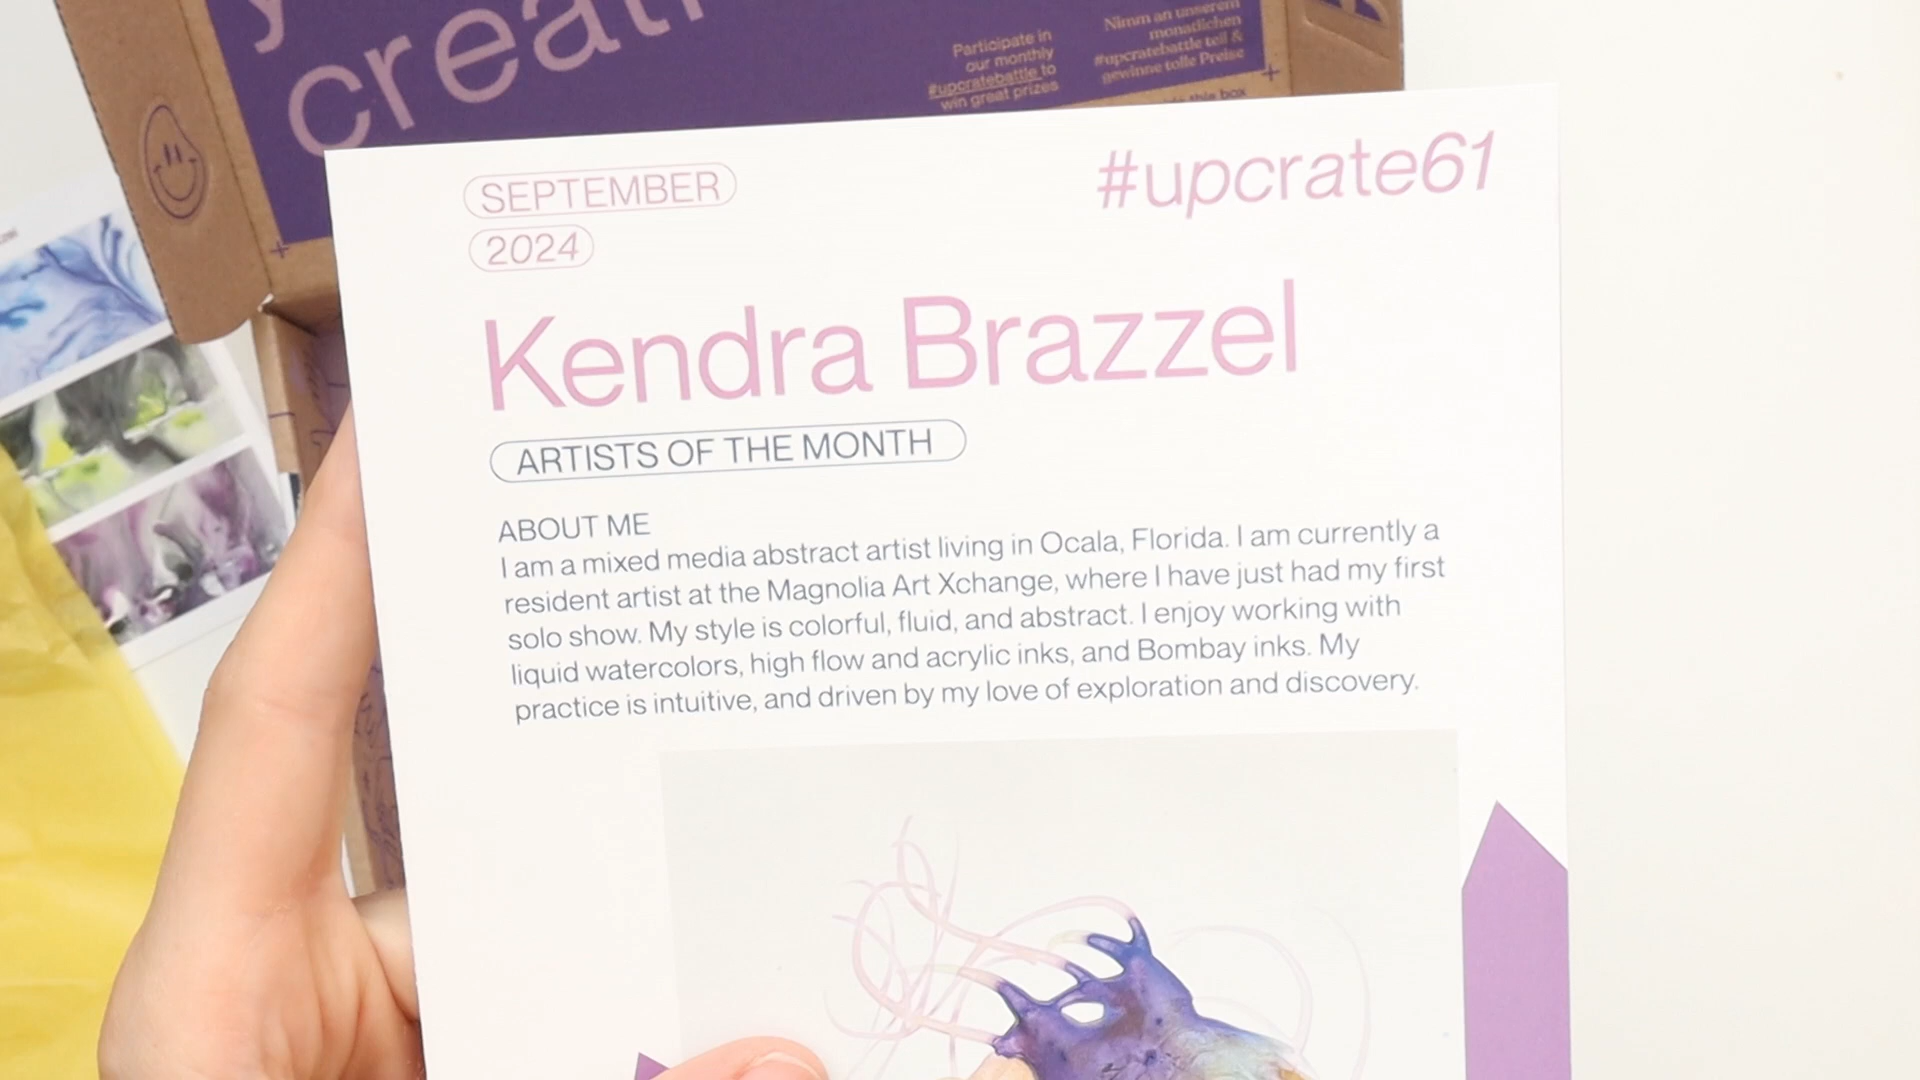 creati
Participate in
our monthly
#upcratebattle to
win great prizes
Nimm an unserem
monatlichen
#upcratebattle teil &
gewinne tolle Preise
this box
SEPTEMBER
2024
#upcrate61
Kendra Brazzel
ARTISTS OF THE MONTH
ABOUT ME
I am a mixed media abstract artist living in Ocala, Florida. I am currently a
resident artist at the Magnolia Art Xchange, where I have just had my first
solo show. My style is colorful, fluid, and abstract. I enjoy working with
liquid watercolors, high flow and acrylic inks, and Bombay inks. My
practice is intuitive, and driven by my love of exploration and discovery.